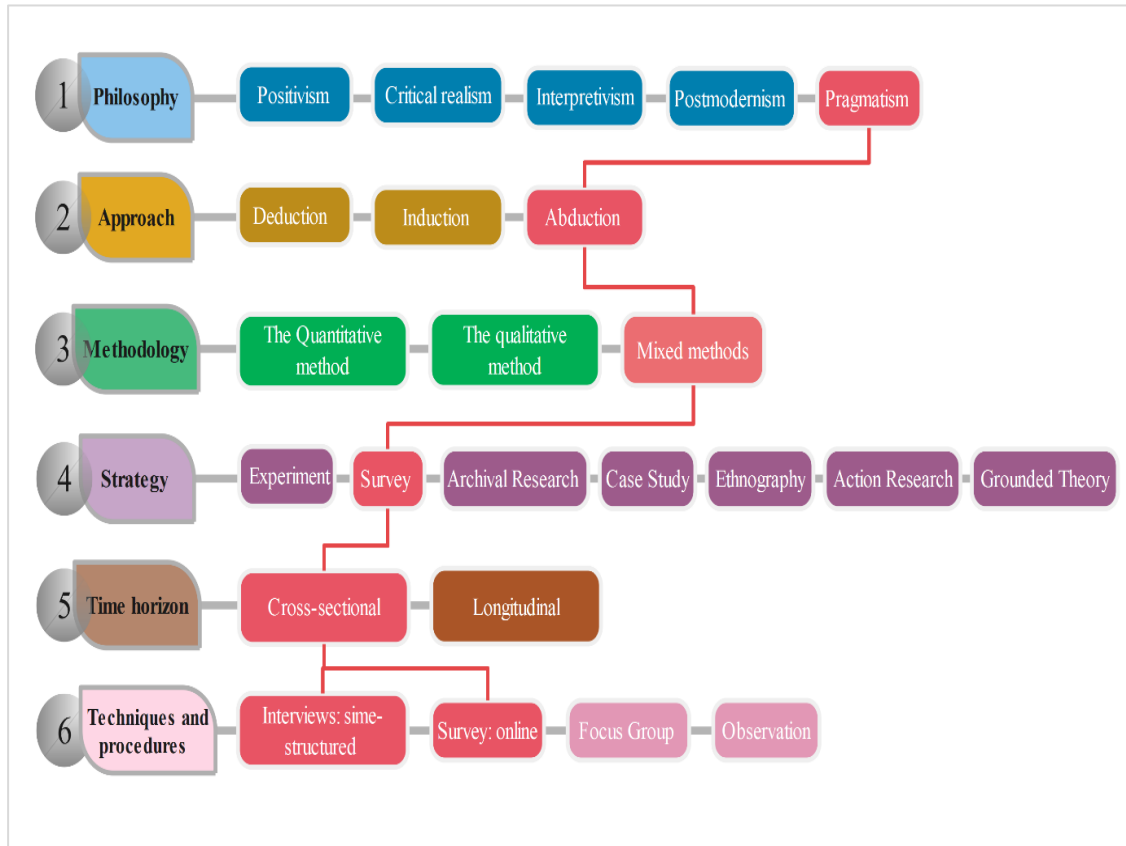 1
Philosophy
Positivism
Critical realism
Interpretivism
Postmodernism
Pragmatism
2
Approach
Deduction
Induction
Abduction
3
Methodology
The Quantitative
method
The qualitative
method
Mixed methods
4
Strategy
Experiment
Survey
Archival Research
Case Study
Ethnography
Action Research
Grounded Theory
5
Time horizon
Cross-sectional
Longitudinal
6
Techniques and
procedures
Interviews: sime-
structured
Survey: online
Focus Group
Observation